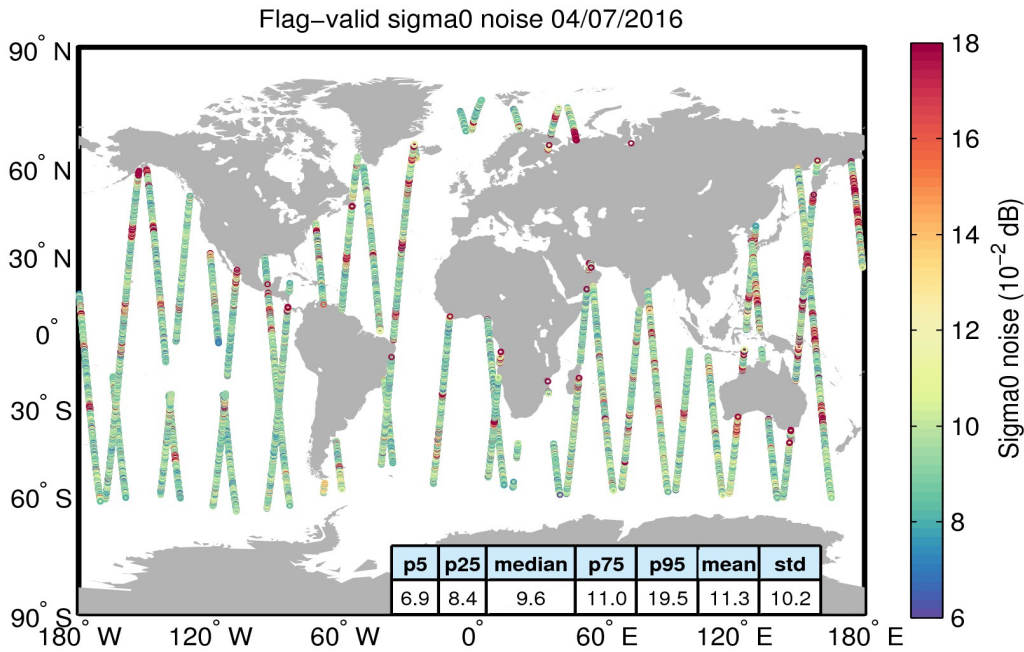 Flag−valid sigma0 noise 04/07/2016
90° N
60° N
30° N
0°
30° S
60° S
90° S
180° W
120° W
60° W
0°
60° E
120° E
180° E
p5 p25 median p75 p95 mean std
6.9 8.4 9.6 11.0 19.5 11.3 10.2
18
16
14
12
10
8
6
Sigma0 noise (10⁻² dB)